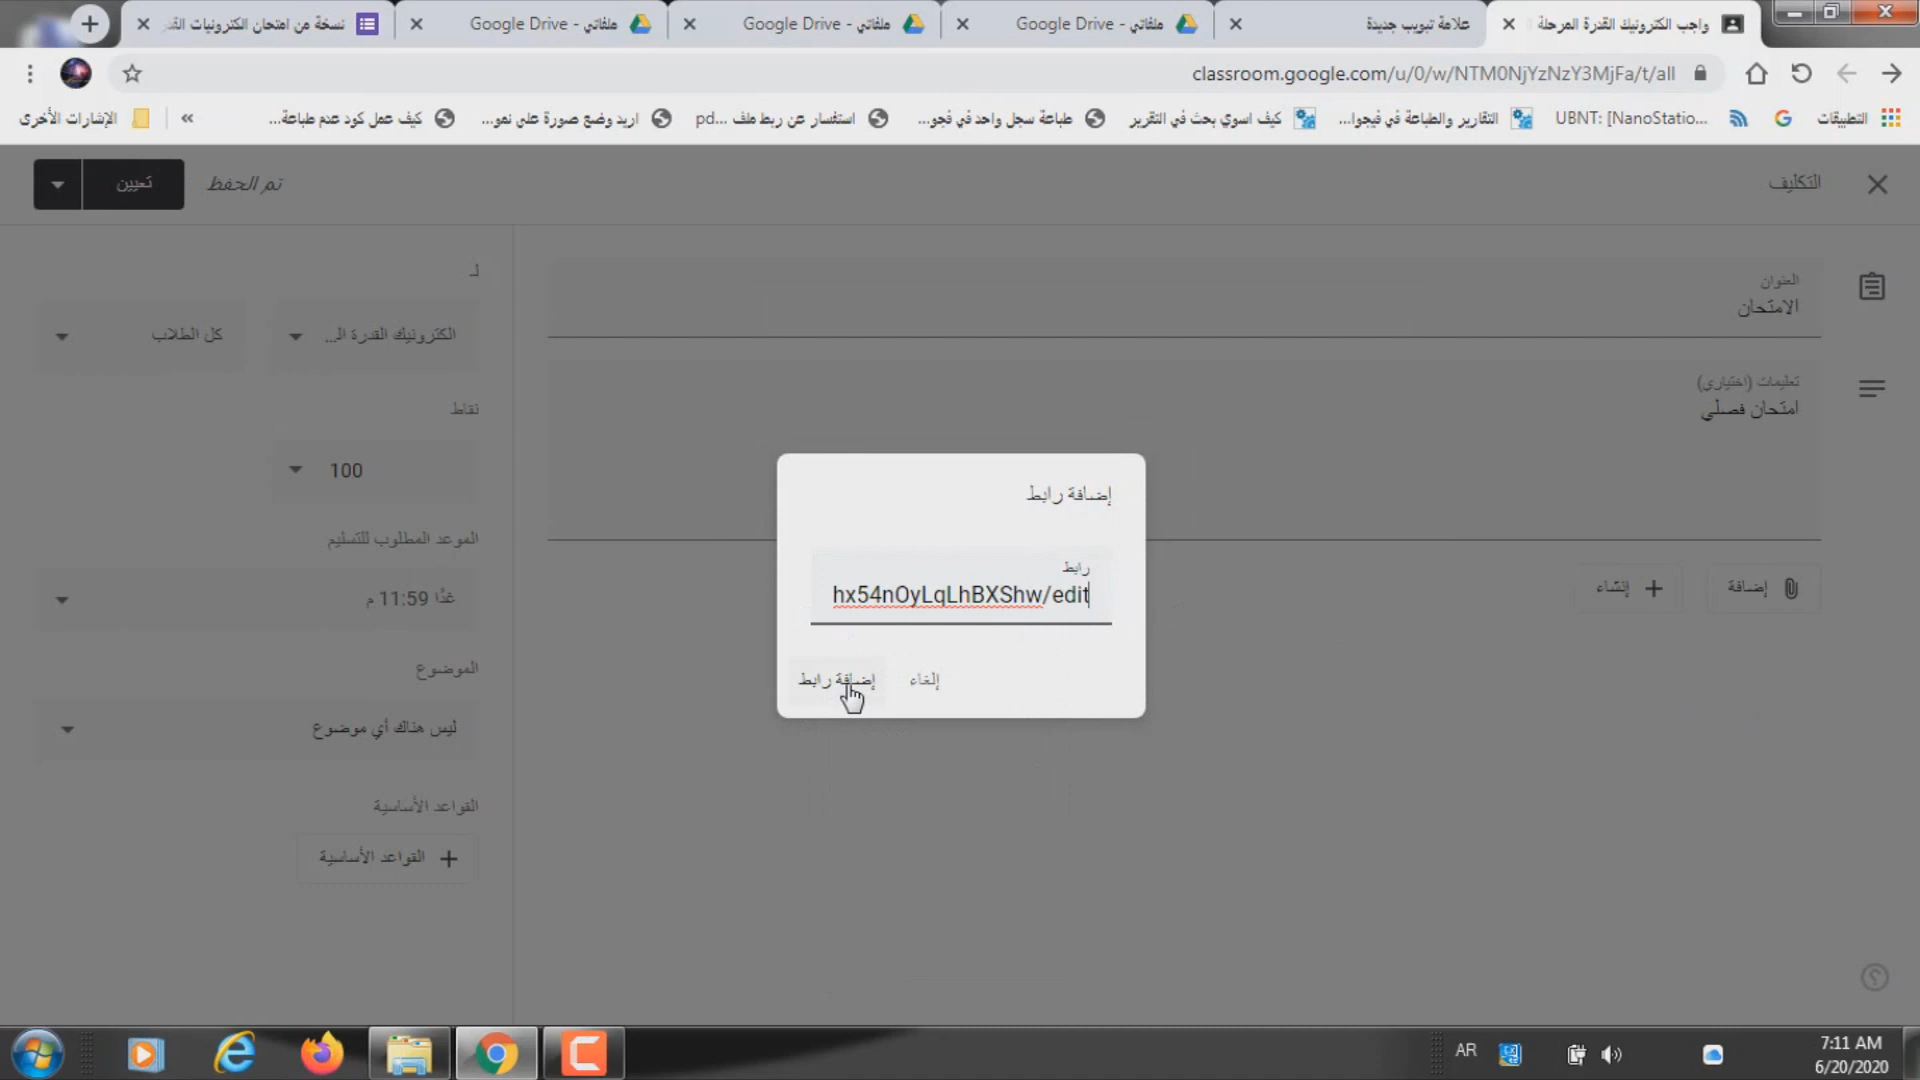 واجب الكترونيك القدرة المرحلة
علامة تبويب جديدة
ملفاتي - Google Drive
ملفاتي - Google Drive
ملفاتي - Google Drive
نسخة من امتحان الكترونيات القد
classroom.google.com/u/0/w/NTM0NjYzNzY3MjFa/t/all
التطبيقات
UBNT: [NanoStatio...
التقارير والطباعة في فيجوا...
كيف اسوي بحث في التقرير
طباعة سجل واحد في فجو...
استفسار عن ربط ملف pd...
اريد وضع صورة علي نمو...
كيف عمل كود عدم طباعة...
»
الإشارات الأخرى
التكليف
تم الحفظ
تعيين
العنوان
الامتحان
تعليمات (اختياري)
امتحان فصلي
إضافة
إنشاء
لـ
الكترونيك القدرة ال...
كل الطلاب
نقاط
100
الموعد المطلوب للتسليم
غدًا 11:59 م
الموضوع
ليس هناك أي موضوع
القواعد الأساسية
القواعد الأساسية
إضافة رابط
رابط
hx54nOyLqLhBXShw/edit
إلغاء
إضافة رابط
AR
7:11 AM
6/20/2020